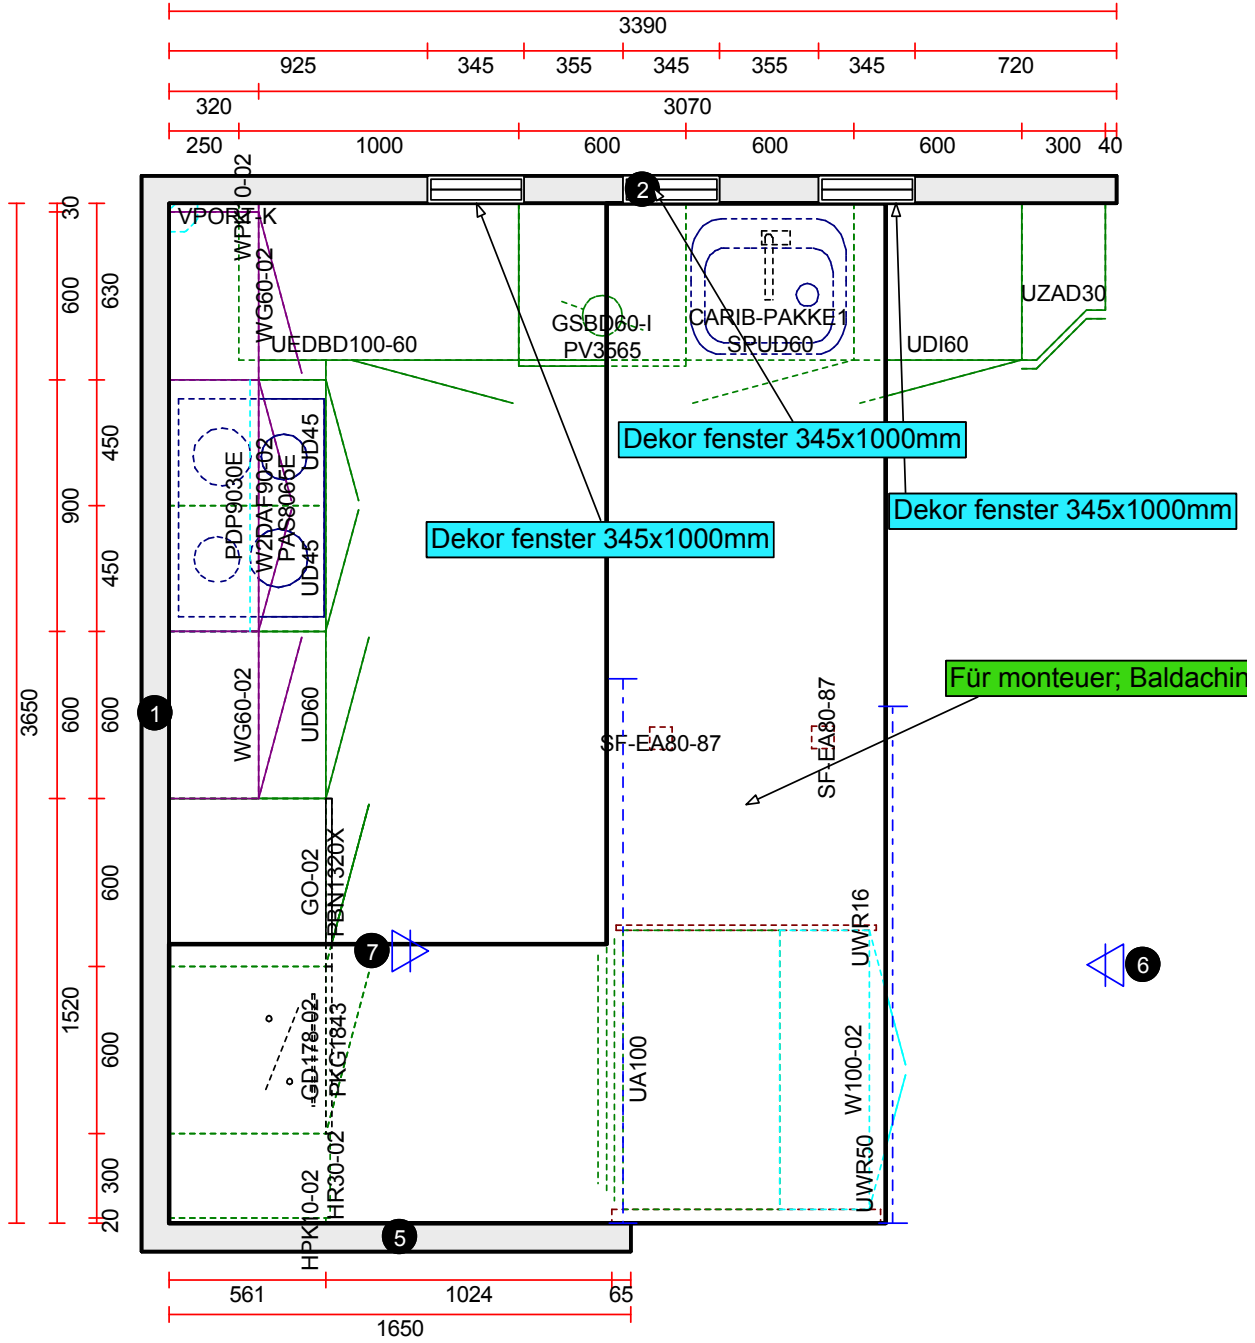 3390
925 345 355 345 355 345 720
320 3070
250 1000 600 600 600 300 40
2
VPORT-K
WPK10-02
WG60-02
UEDBD100-60
GSBD60-I
PV3565
CARIB-PAKKE1
SPUD60
UDI60
UZAD30
30
600
630
450
900
450
3650
600
600
600
1520
600
300
20
Dekor fenster 345x1000mm
Dekor fenster 345x1000mm
Dekor fenster 345x1000mm
PDP9030E
W2DAF90-02
PAS8066E
UD45
UD45
1
WG60-02
UD60
Für monteuer; Baldachin
SF-EA80-87
SF-EA80-87
GO-02
PBN1320X
7
UWR16
6
GD178-02-
PKG1843
UA100
W100-02
HPK10-02
HR30-02
UWR50
5
561 1024 65
1650